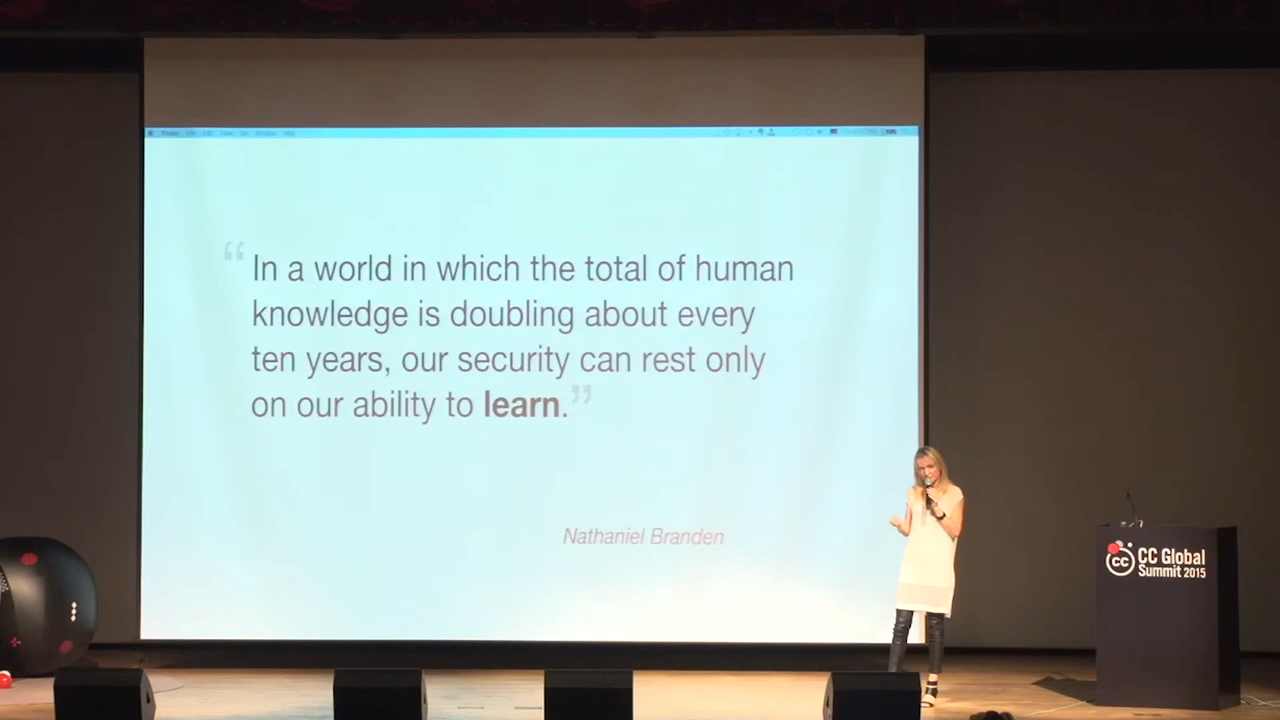 “In a world in which the total of human
knowledge is doubling about every
ten years, our security can rest only
on our ability to learn.”
Nathaniel Branden
CC Global
Summit 2015